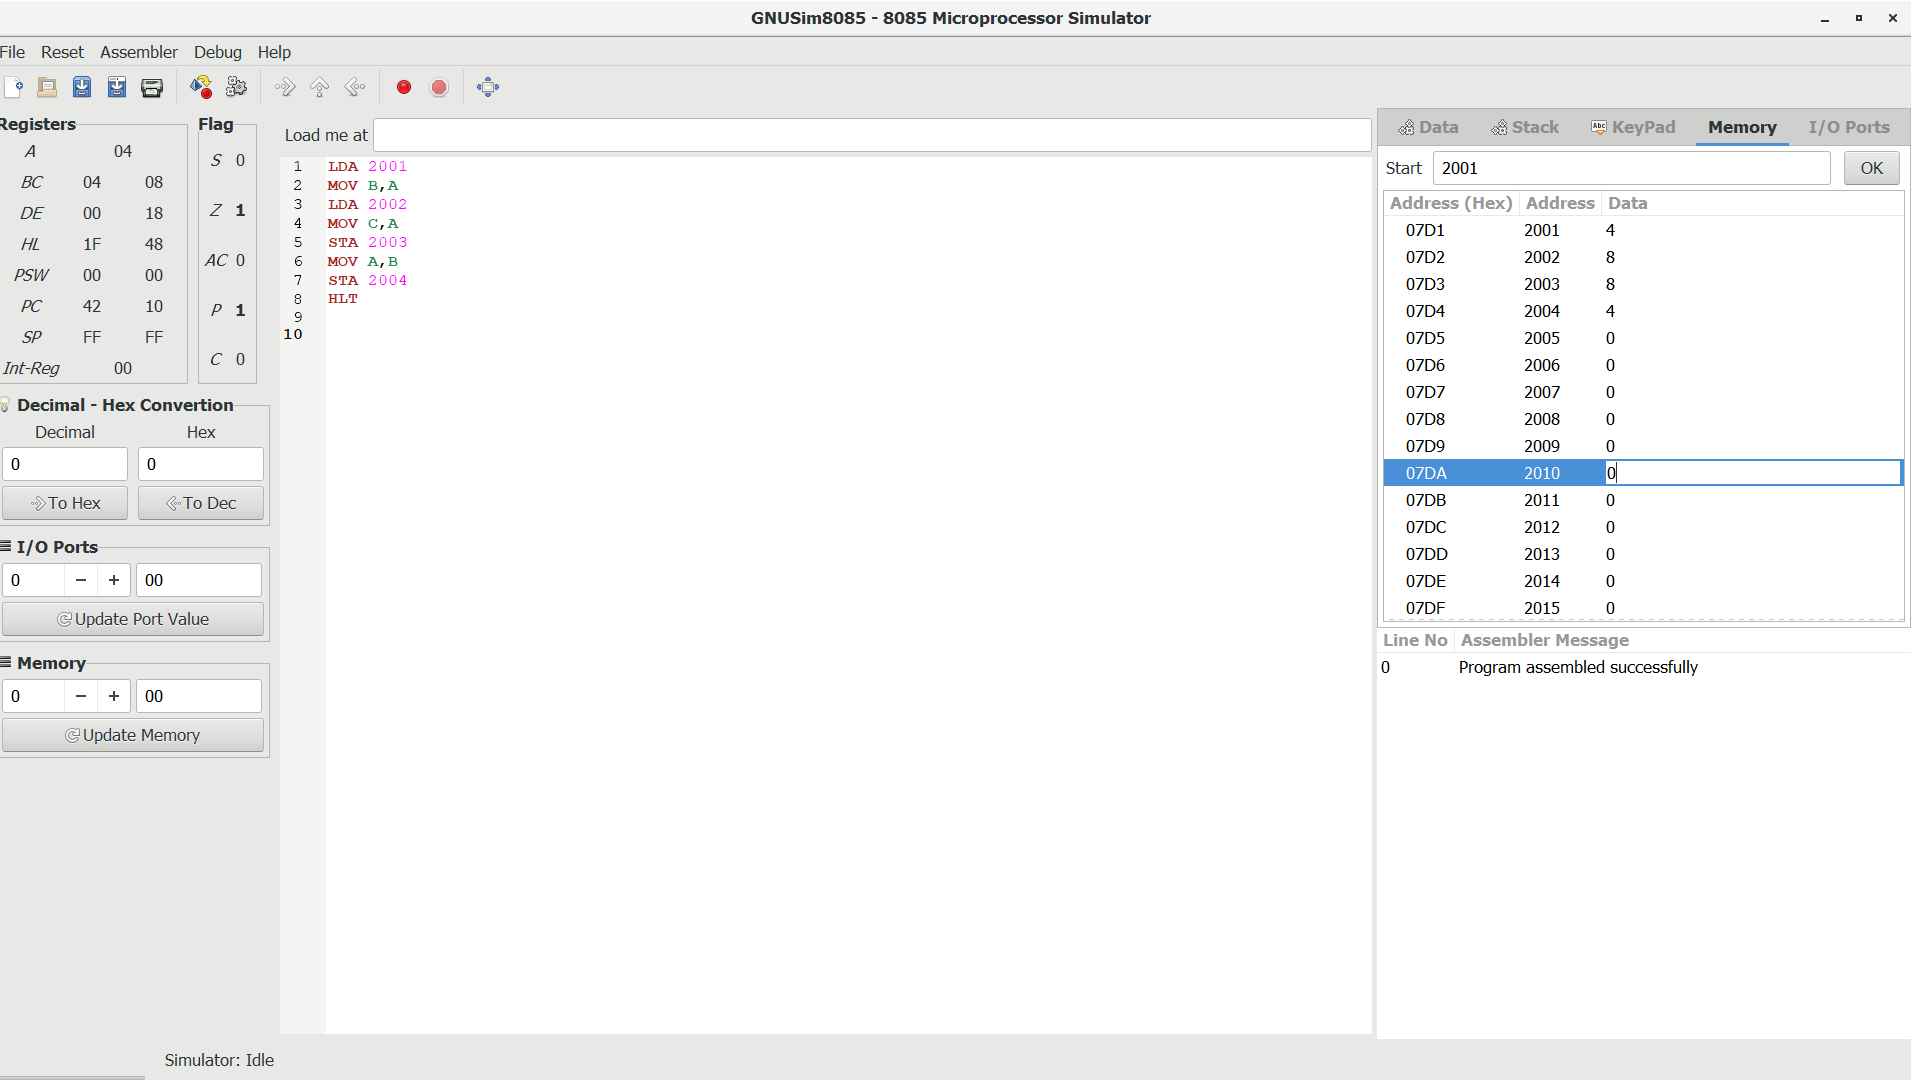 GNUSim8085 - 8085 Microprocessor Simulator
File Reset Assembler Debug Help
Registers
A 04
BC 04 08
DE 00 18
HL 1F 48
PSW 00 00
PC 42 10
SP FF FF
Int-Reg 00
Flag
S 0
Z 1
AC 0
P 1
C 0
Decimal - Hex Convertion
Decimal Hex
0 0
To Hex To Dec
I/O Ports
0 − + 00
Update Port Value
Memory
0 − + 00
Update Memory
Load me at
1 LDA 2001
2 MOV B,A
3 LDA 2002
4 MOV C,A
5 STA 2003
6 MOV A,B
7 STA 2004
8 HLT
9
10
Data Stack Abc KeyPad Memory I/O Ports
Start 2001 OK
Address (Hex) Address Data
07D1 2001 4
07D2 2002 8
07D3 2003 8
07D4 2004 4
07D5 2005 0
07D6 2006 0
07D7 2007 0
07D8 2008 0
07D9 2009 0
07DA 2010 0
07DB 2011 0
07DC 2012 0
07DD 2013 0
07DE 2014 0
07DF 2015 0
Line No Assembler Message
0 Program assembled successfully
Simulator: Idle